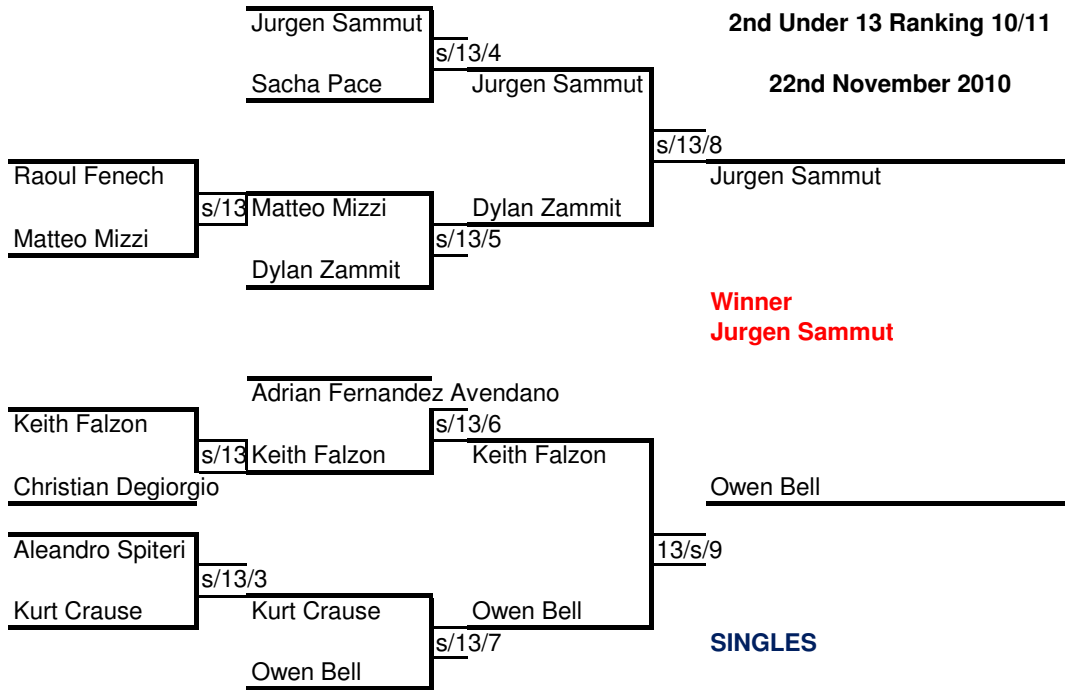 Jurgen Sammut
2nd Under 13 Ranking 10/11
s/13/4
Sacha Pace
Jurgen Sammut
22nd November 2010
s/13/8
Raoul Fenech
Jurgen Sammut
s/13
Matteo Mizzi
Dylan Zammit
Matteo Mizzi
s/13/5
Dylan Zammit
Winner
Jurgen Sammut
Adrian Fernandez Avendano
Keith Falzon
s/13/6
s/13
Keith Falzon
Keith Falzon
Christian Degiorgio
Owen Bell
Aleandro Spiteri
13/s/9
s/13/3
Kurt Crause
Kurt Crause
Owen Bell
s/13/7
SINGLES
Owen Bell